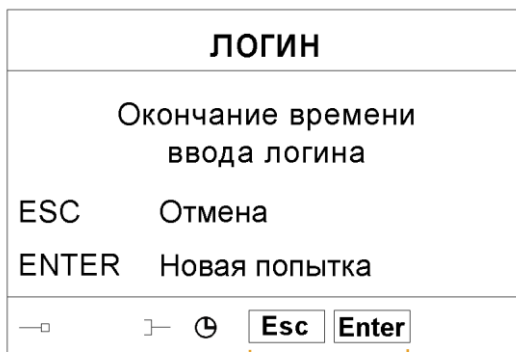 ЛОГИН
Окончание времени
ввода логина
ESC Отмена
ENTER Новая попытка
Esc Enter